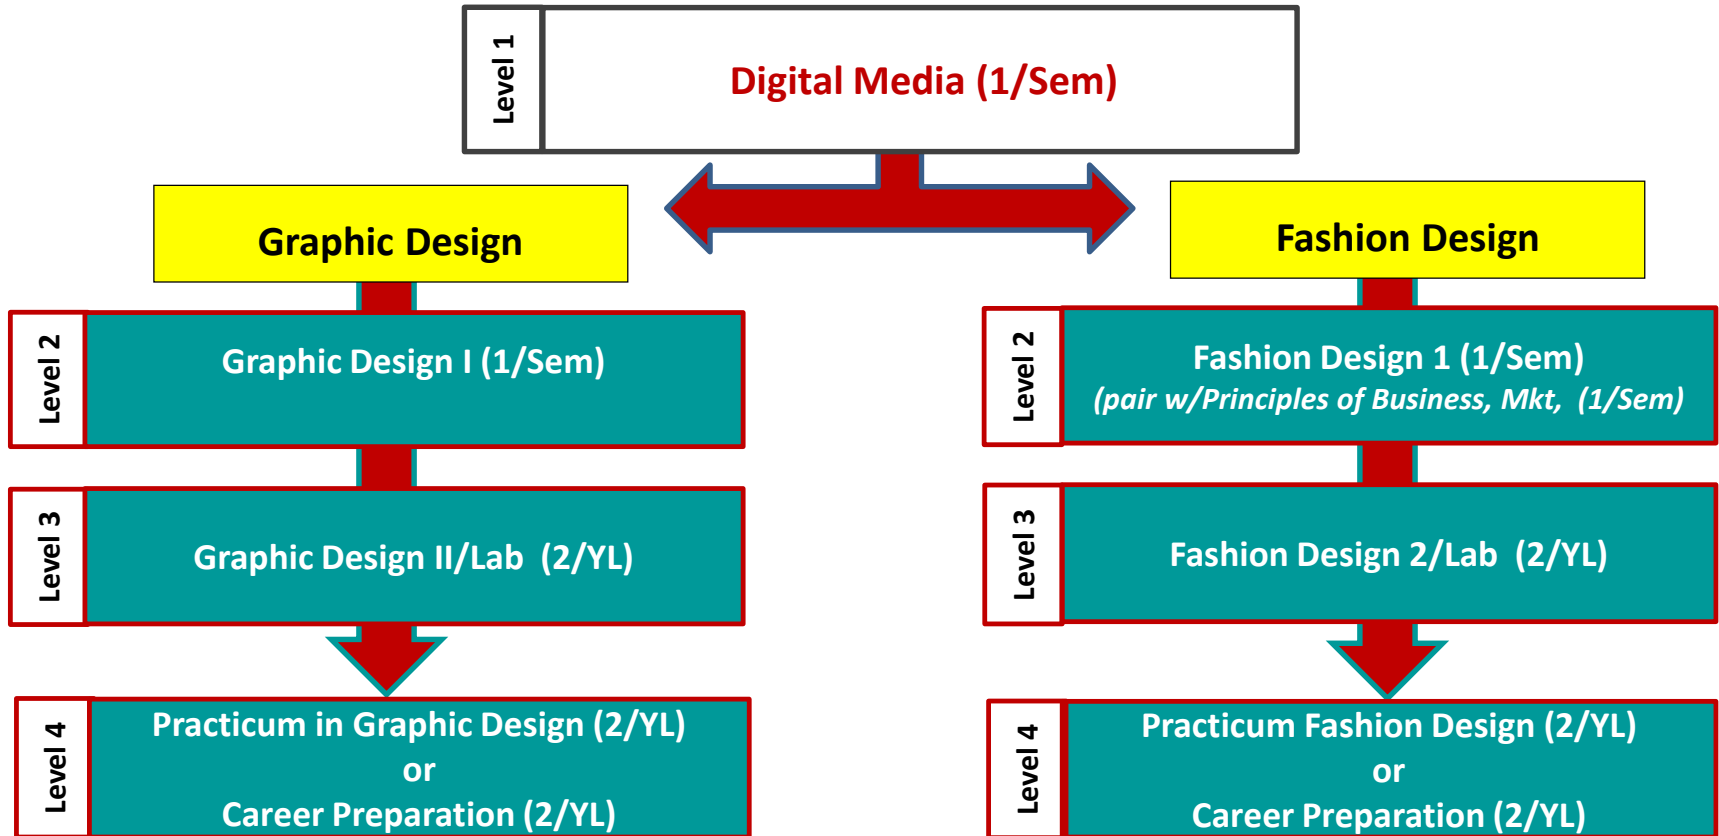 Level 1
Digital Media (1/Sem)
Graphic Design
Level 2
Graphic Design I (1/Sem)
Level 3
Graphic Design II/Lab  (2/YL)
Level 4
Practicum in Graphic Design (2/YL)
or
Career Preparation (2/YL)
Fashion Design
Level 2
Fashion Design 1 (1/Sem)
(pair w/Principles of Business, Mkt,  (1/Sem)
Level 3
Fashion Design 2/Lab  (2/YL)
Level 4
Practicum Fashion Design (2/YL)
or
Career Preparation (2/YL)